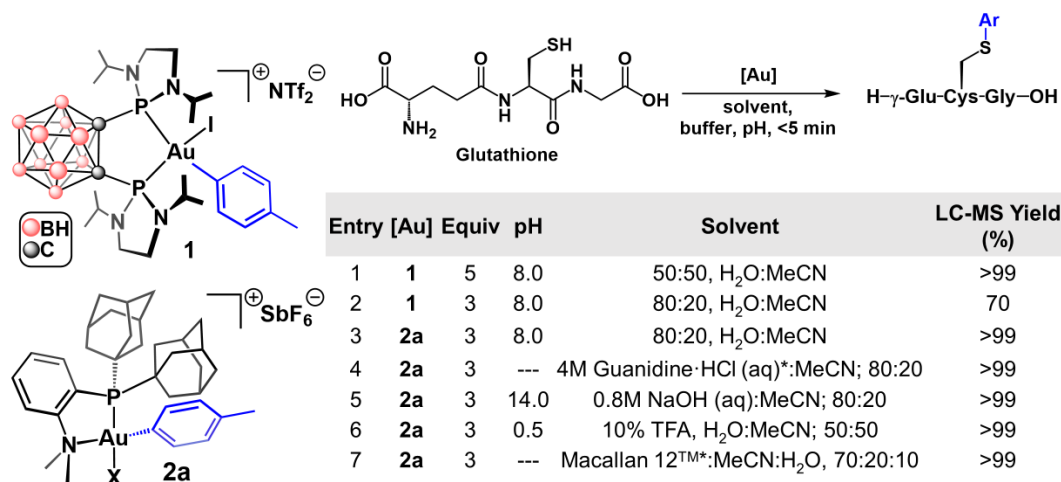 P
N
N
]⊕ NTf₂⊖
I
Au
P
N
N
1
BH
C
O
HO
NH₂
O
N
H
SH
O
H
N
O
OH
Glutathione
[Au]
solvent,
buffer, pH, <5 min
Ar
S
H-γ-Glu-Cys-Gly-OH
]⊕ SbF₆⊖
P
N
Au
X
2a
Entry [Au] Equiv pH Solvent LC-MS Yield (%)
1 1 5 8.0 50:50, H₂O:MeCN >99
2 1 3 8.0 80:20, H₂O:MeCN 70
3 2a 3 8.0 80:20, H₂O:MeCN >99
4 2a 3 --- 4M Guanidine·HCl (aq)*:MeCN; 80:20 >99
5 2a 3 14.0 0.8M NaOH (aq):MeCN; 80:20 >99
6 2a 3 0.5 10% TFA, H₂O:MeCN; 50:50 >99
7 2a 3 --- Macallan 12™*:MeCN:H₂O, 70:20:10 >99